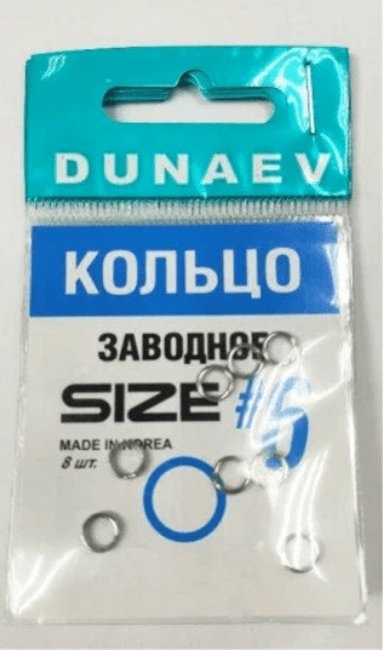 DUNAEV
КОЛЬЦО
ЗАВОДНОЕ
SIZE #5
MADE IN KOREA
8 шт.